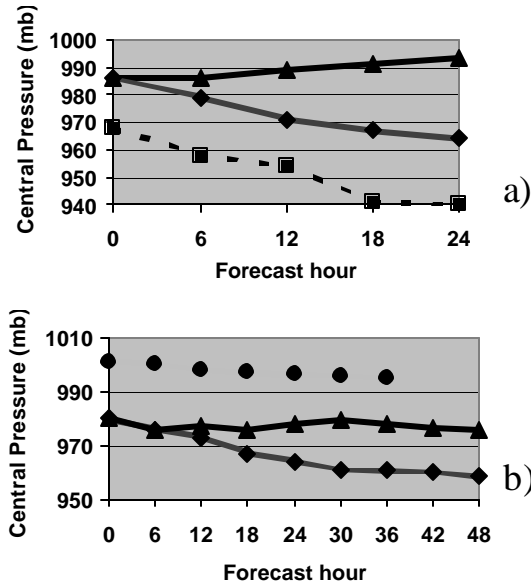 Central Pressure (mb)
1000
990
980
970
960
950
940
0 6 12 18 24
Forecast hour
a)
Central Pressure (mb)
1010
990
970
950
0 6 12 18 24 30 36 42 48
Forecast hour
b)